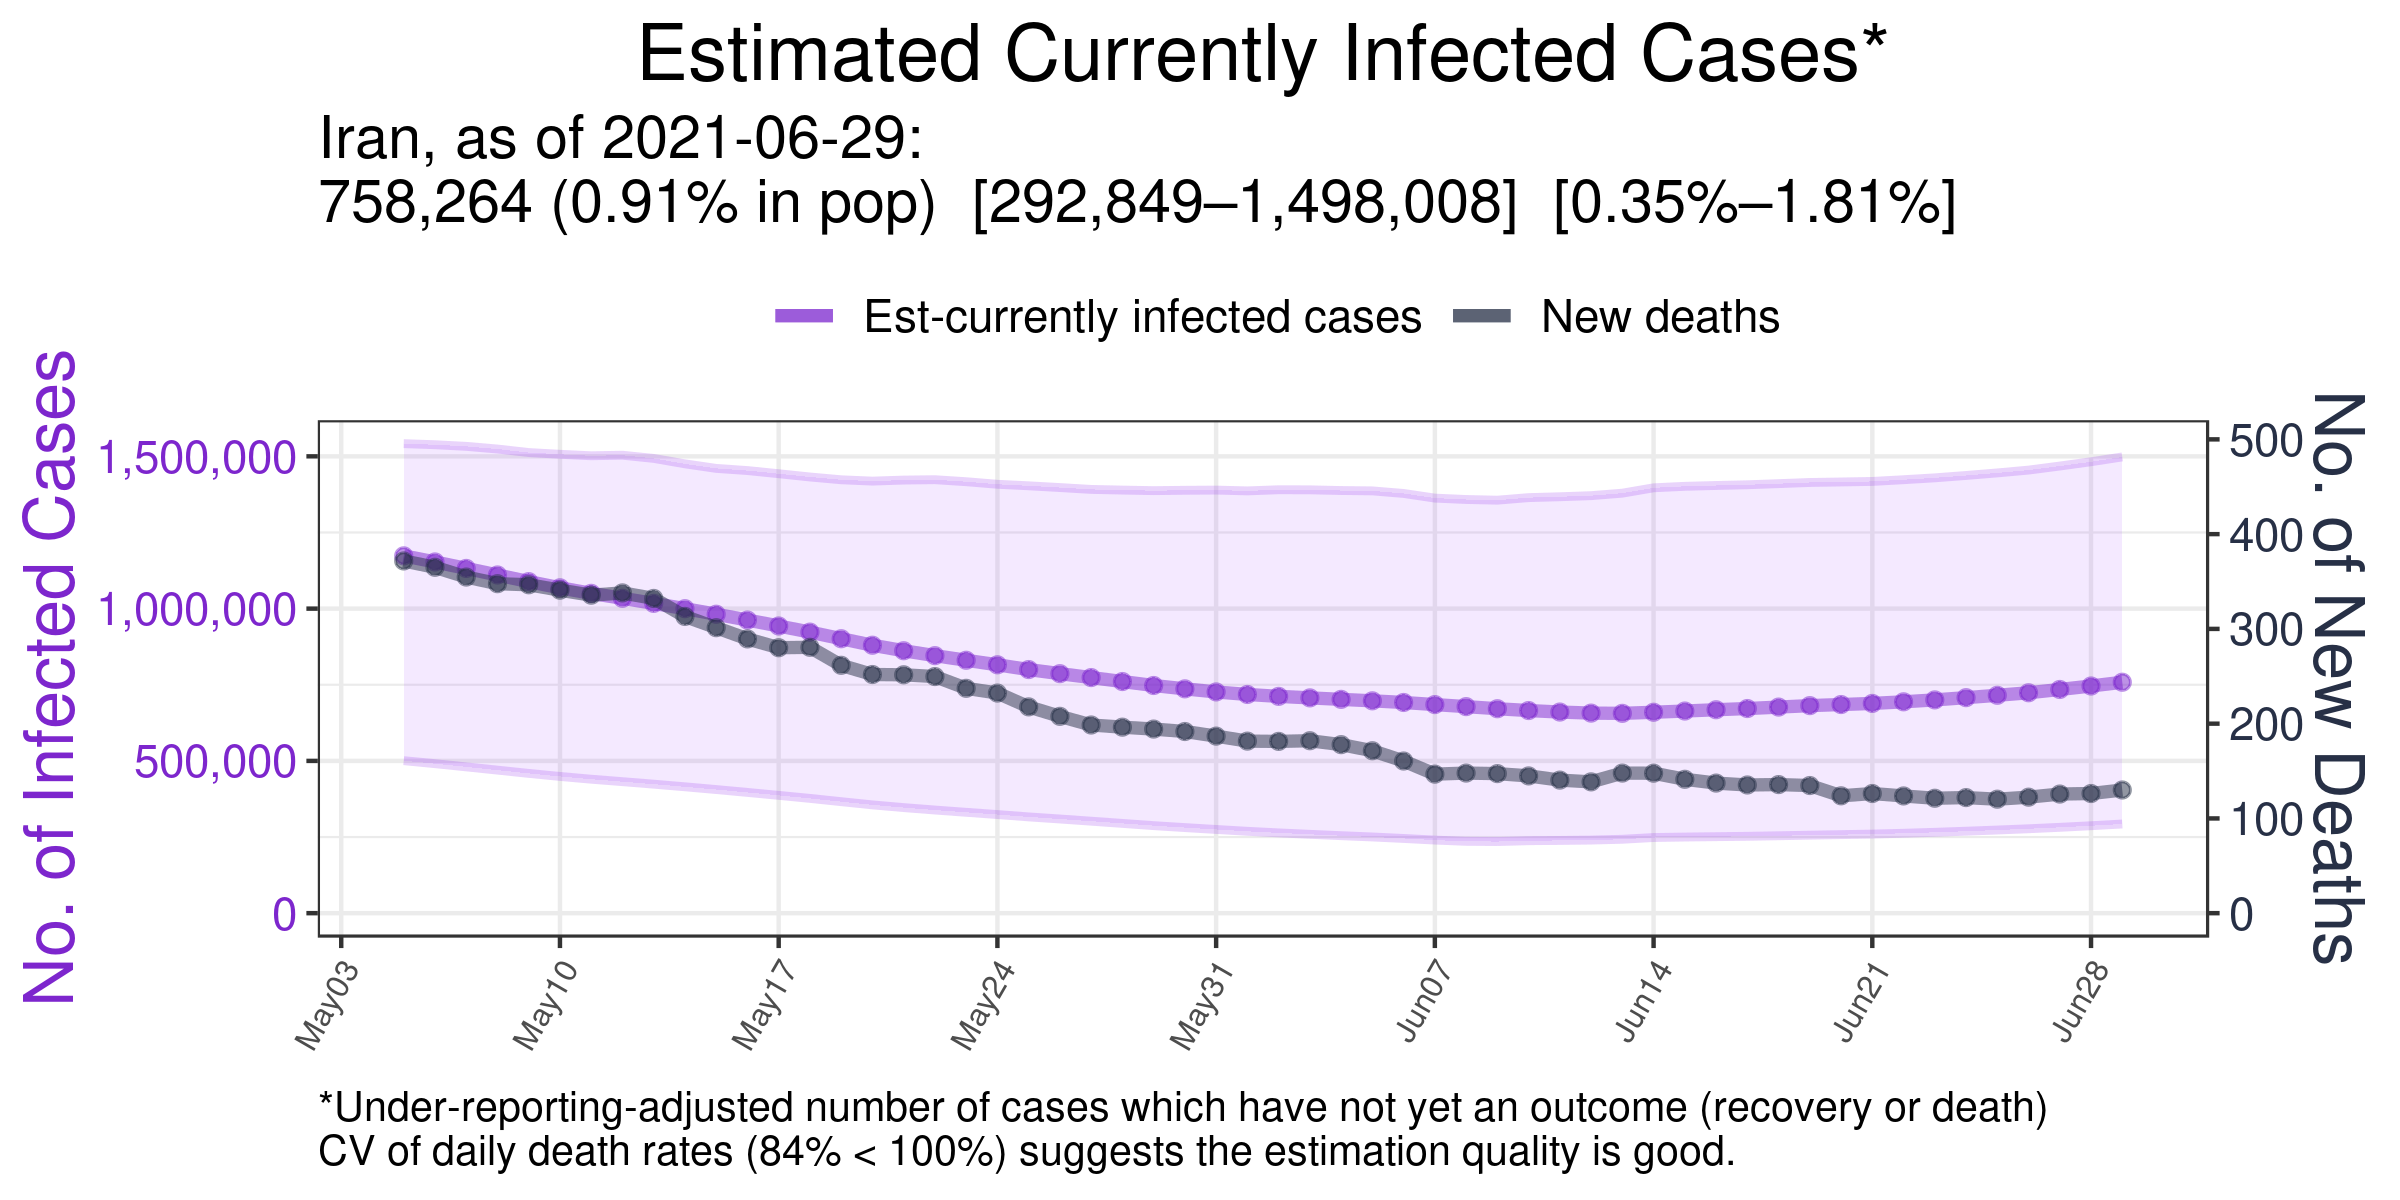 Estimated Currently Infected Cases*
Iran, as of 2021-06-29:
758,264 (0.91% in pop)  [292,849–1,498,008]  [0.35%–1.81%]
Est-currently infected cases
New deaths
No. of Infected Cases
1,500,000
1,000,000
500,000
0
No. of New Deaths
500
400
300
200
100
0
May03
May10
May17
May24
May31
Jun07
Jun14
Jun21
Jun28
*Under-reporting-adjusted number of cases which have not yet an outcome (recovery or death)
CV of daily death rates (84% < 100%) suggests the estimation quality is good.